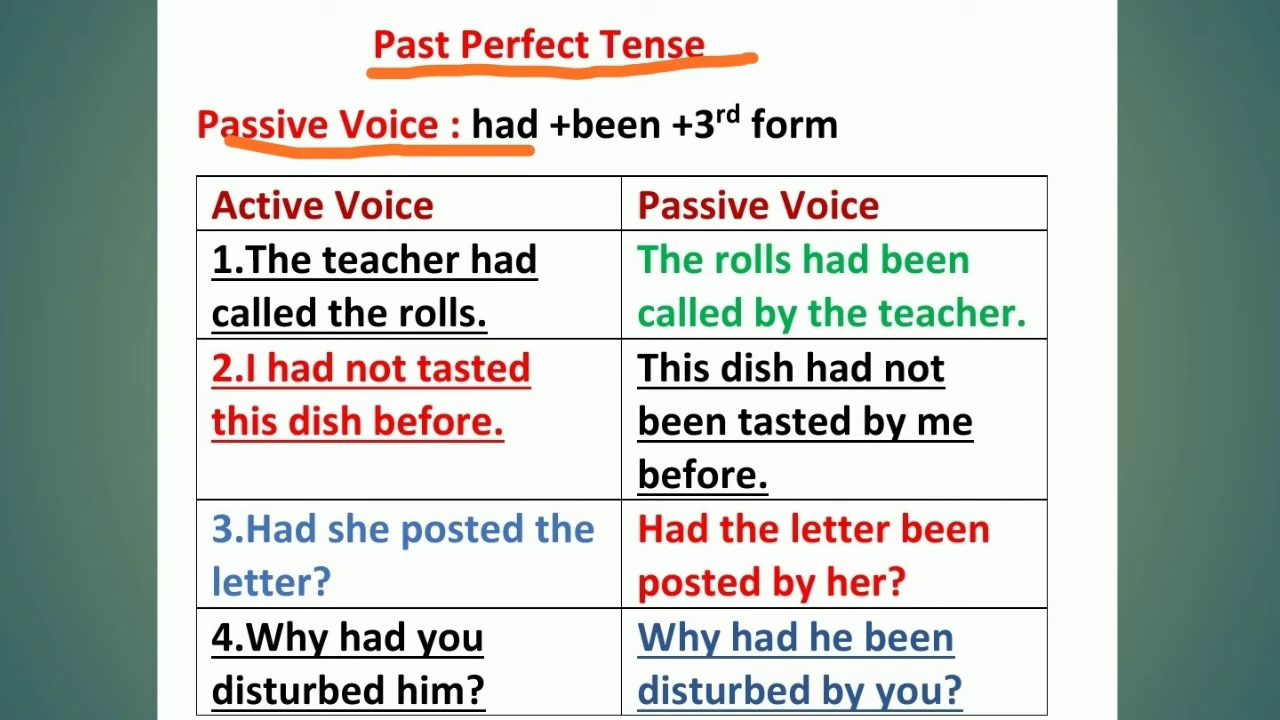 Past Perfect Tense
Passive Voice : had +been +3rd form
Active Voice
Passive Voice
1.The teacher had
called the rolls.
The rolls had been
called by the teacher.
2.I had not tasted
this dish before.
This dish had not
been tasted by me
before.
3.Had she posted the
letter?
Had the letter been
posted by her?
4.Why had you
disturbed him?
Why had he been
disturbed by you?